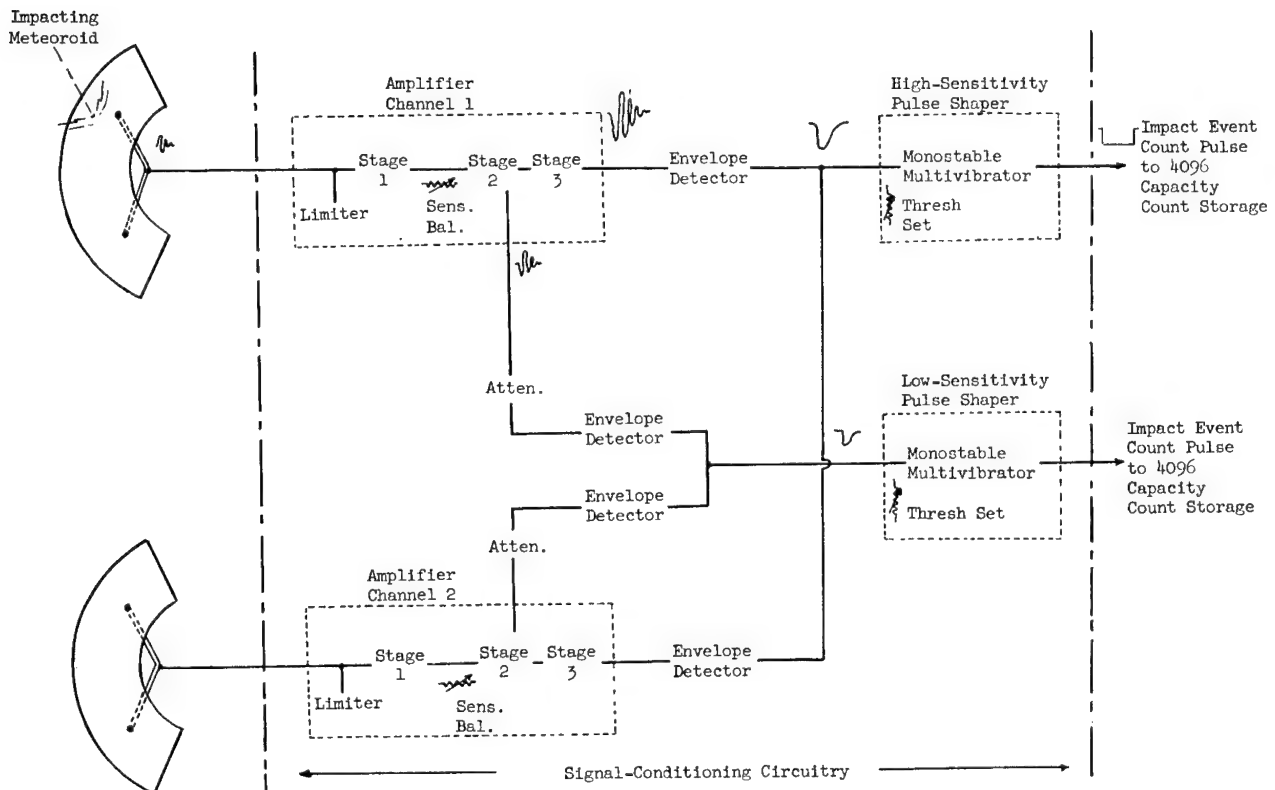 Impacting
Meteoroid
Amplifier
Channel 1
Stage
1
Stage
2
Stage
3
Limiter
Sens.
Bal.
Envelope
Detector
High-Sensitivity
Pulse Shaper
Monostable
Multivibrator
Thresh
Set
Impact Event
Count Pulse
to 4096
Capacity
Count Storage
Atten.
Envelope
Detector
Low-Sensitivity
Pulse Shaper
Monostable
Multivibrator
Thresh Set
Impact Event
Count Pulse
to 4096
Capacity
Count Storage
Envelope
Detector
Atten.
Amplifier
Channel 2
Stage
1
Stage
2
Stage
3
Limiter
Sens.
Bal.
Envelope
Detector
Signal-Conditioning Circuitry